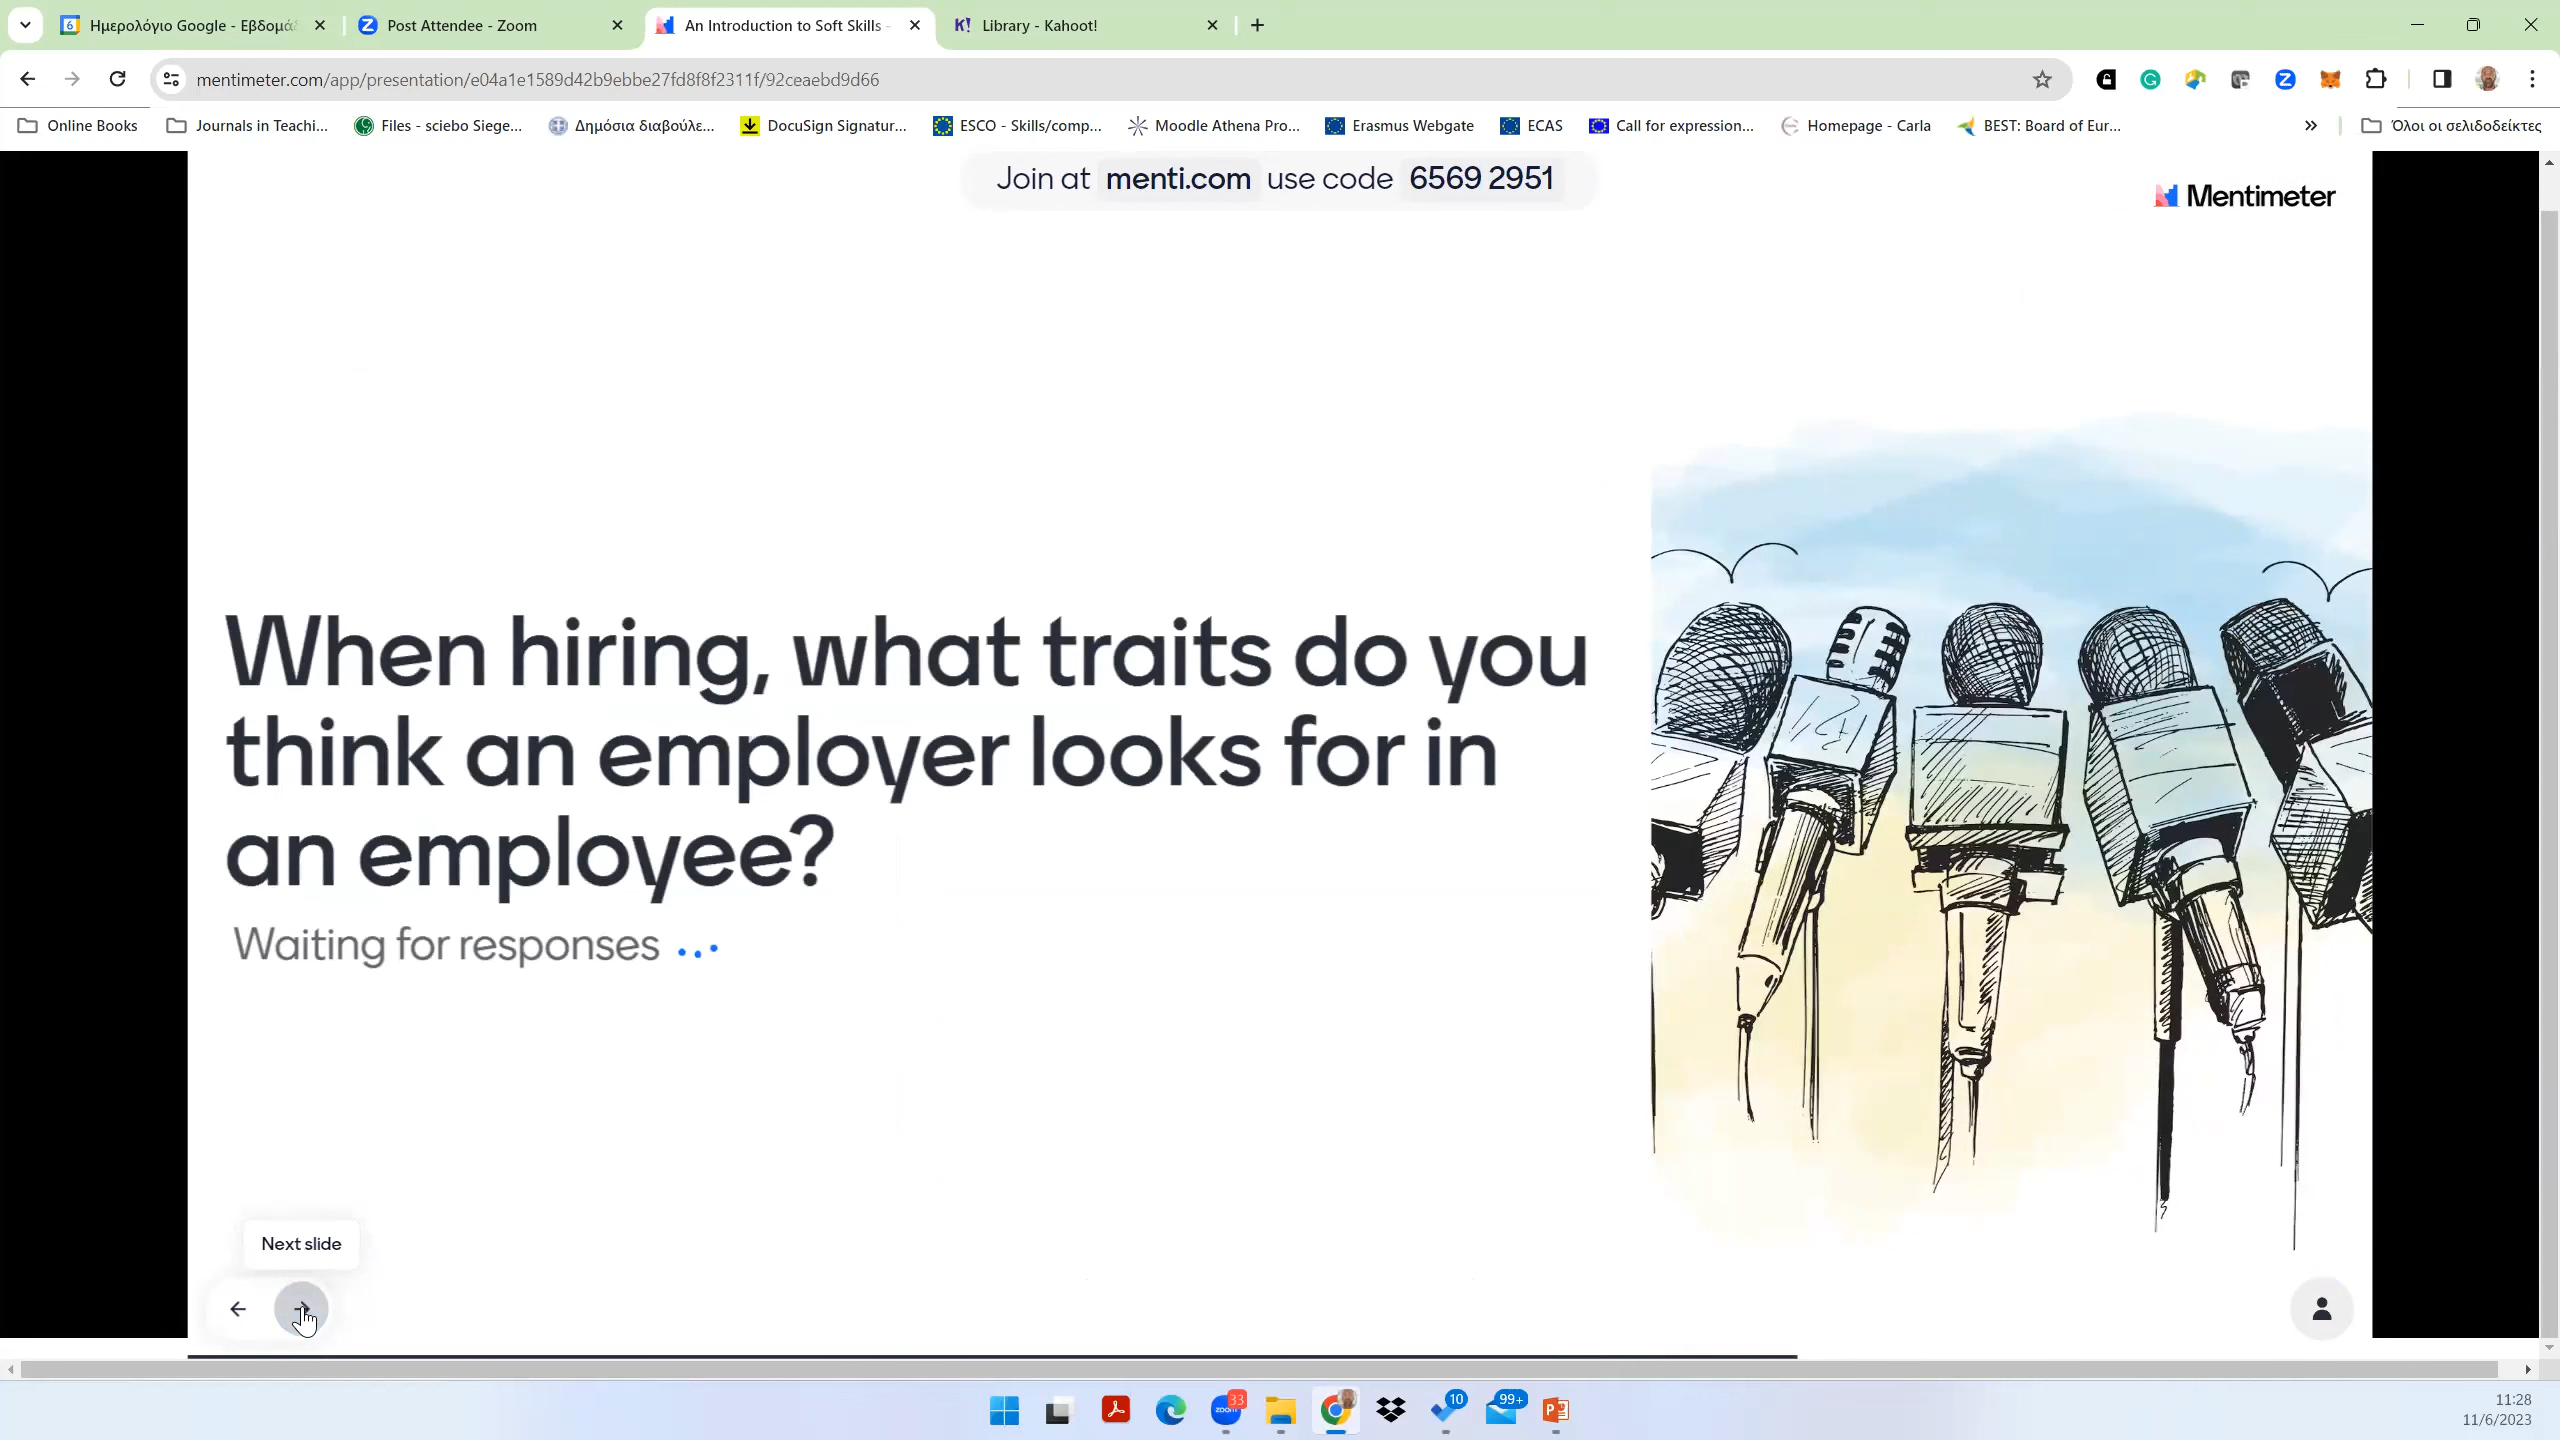 Ημερολόγιο Google - Εβδομάδ
Post Attendee - Zoom
An Introduction to Soft Skills -
Library - Kahoot!
mentimeter.com/app/presentation/e04a1e1589d42b9ebbe27fd8f8f2311f/92ceaebd9d66
Online Books
Journals in Teachi...
Files - sciebo Siege...
Δημόσια διαβούλε...
DocuSign Signatur...
ESCO - Skills/comp...
Moodle Athena Pro...
Erasmus Webgate
ECAS
Call for expression...
Homepage - Carla
BEST: Board of Eur...
Όλοι οι σελιδοδείκτες
Join at menti.com use code 6569 2951
Mentimeter
When hiring, what traits do you
think an employer looks for in
an employee?
Waiting for responses
Next slide
33
10
99+
11:28
11/6/2023